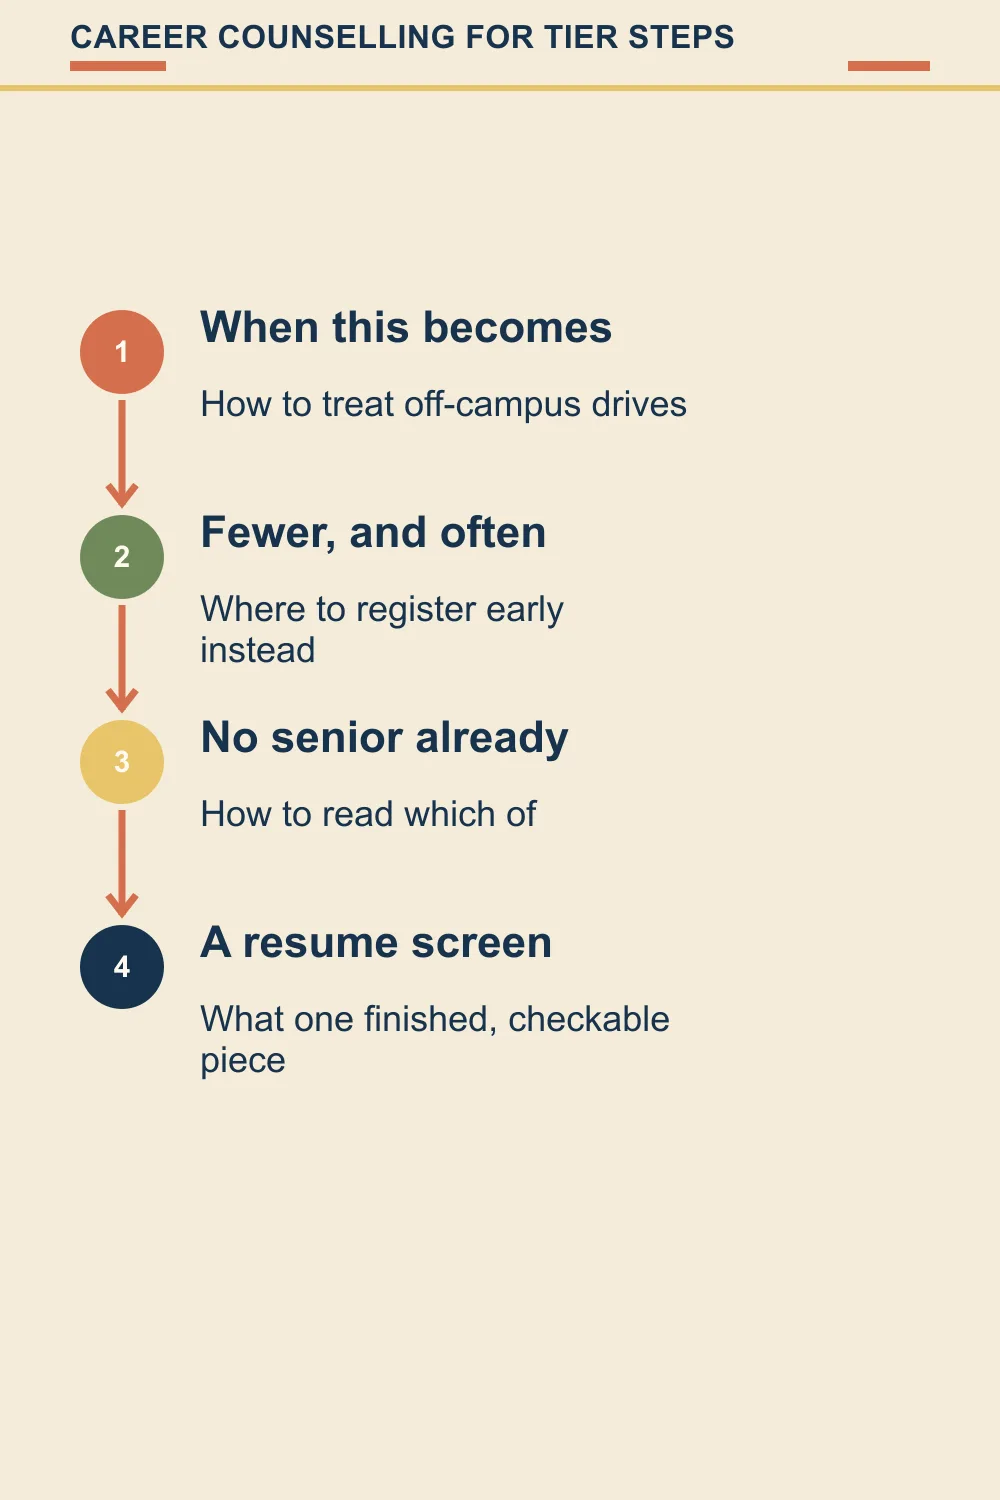 CAREER COUNSELLING FOR TIER STEPS
1
When this becomes
How to treat off-campus drives
2
Fewer, and often
Where to register early
instead
3
No senior already
How to read which of
4
A resume screen
What one finished, checkable
piece